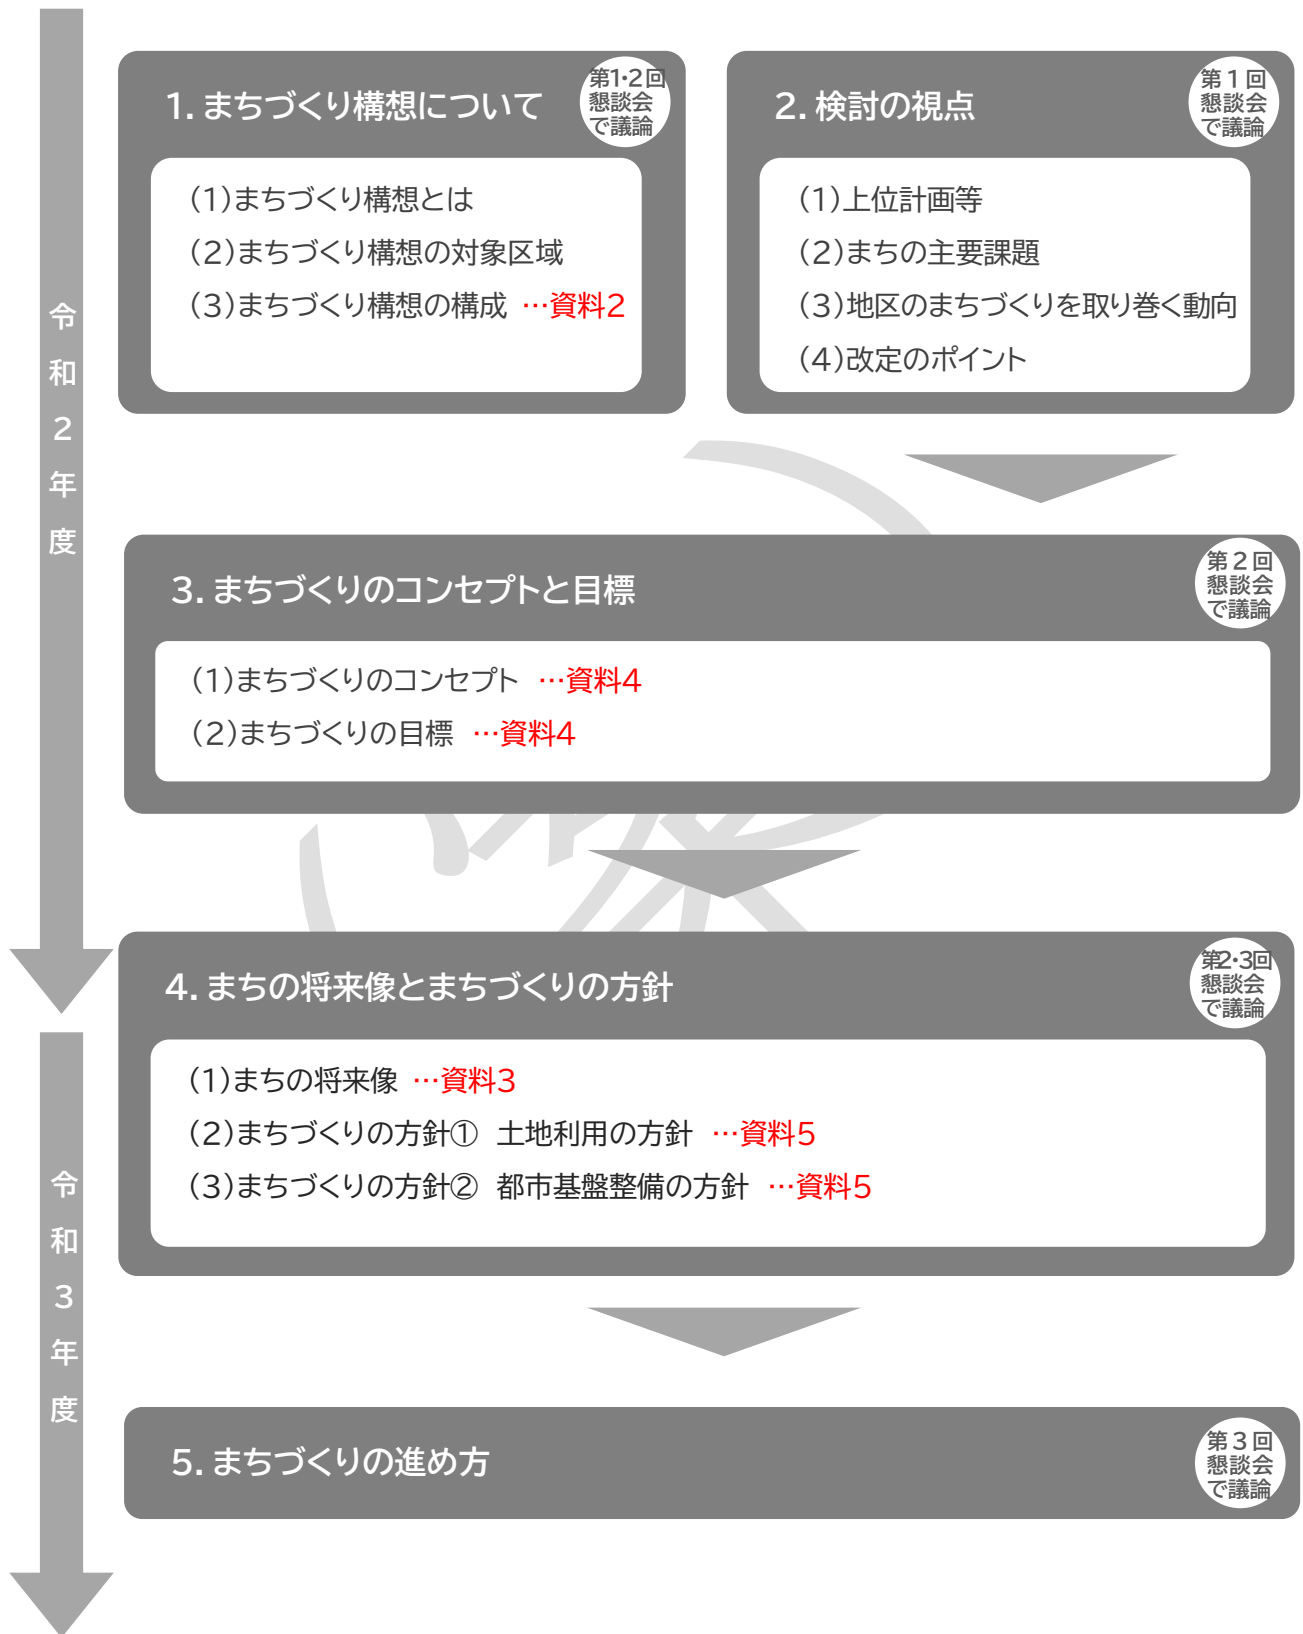 令和2年度
1.まちづくり構想について
第1・2回
懇談会
で議論
(1)まちづくり構想とは
(2)まちづくり構想の対象区域
(3)まちづくり構想の構成 …資料2
2.検討の視点
第1回
懇談会
で議論
(1)上位計画等
(2)まちの主要課題
(3)地区のまちづくりを取り巻く動向
(4)改定のポイント
3.まちづくりのコンセプトと目標
第2回
懇談会
で議論
(1)まちづくりのコンセプト …資料4
(2)まちづくりの目標 …資料4
4.まちの将来像とまちづくりの方針
第2・3回
懇談会
で議論
(1)まちの将来像 …資料3
(2)まちづくりの方針① 土地利用の方針 …資料5
(3)まちづくりの方針② 都市基盤整備の方針 …資料5
令和3年度
5.まちづくりの進め方
第3回
懇談会
で議論